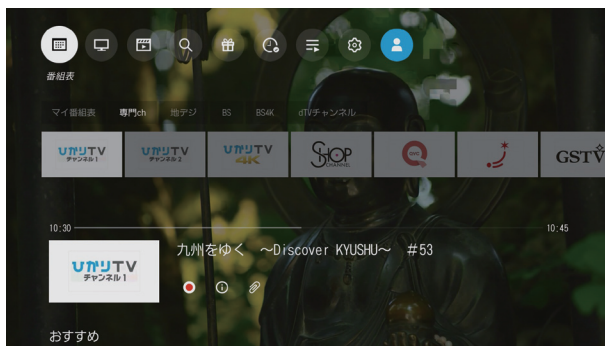 番組表
マイ番組表 専門ch 地デジ BS BS4K dTVチャンネル
ひかりTV チャンネル1 ひかりTV チャンネル2 ひかりTV 4K SHOP CHANNEL QVC GSTV
10:30 10:45
九州をゆく ～Discover KYUSHU～ #53
ひかりTV
チャンネル1
おすすめ